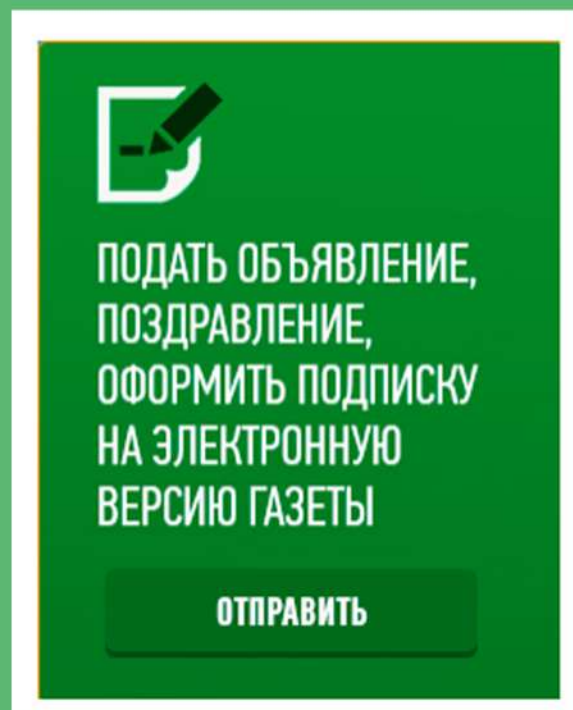 ПОДАТЬ ОБЪЯВЛЕНИЕ,
ПОЗДРАВЛЕНИЕ,
ОФОРМИТЬ ПОДПИСКУ
НА ЭЛЕКТРОННУЮ
ВЕРСИЮ ГАЗЕТЫ
ОТПРАВИТЬ